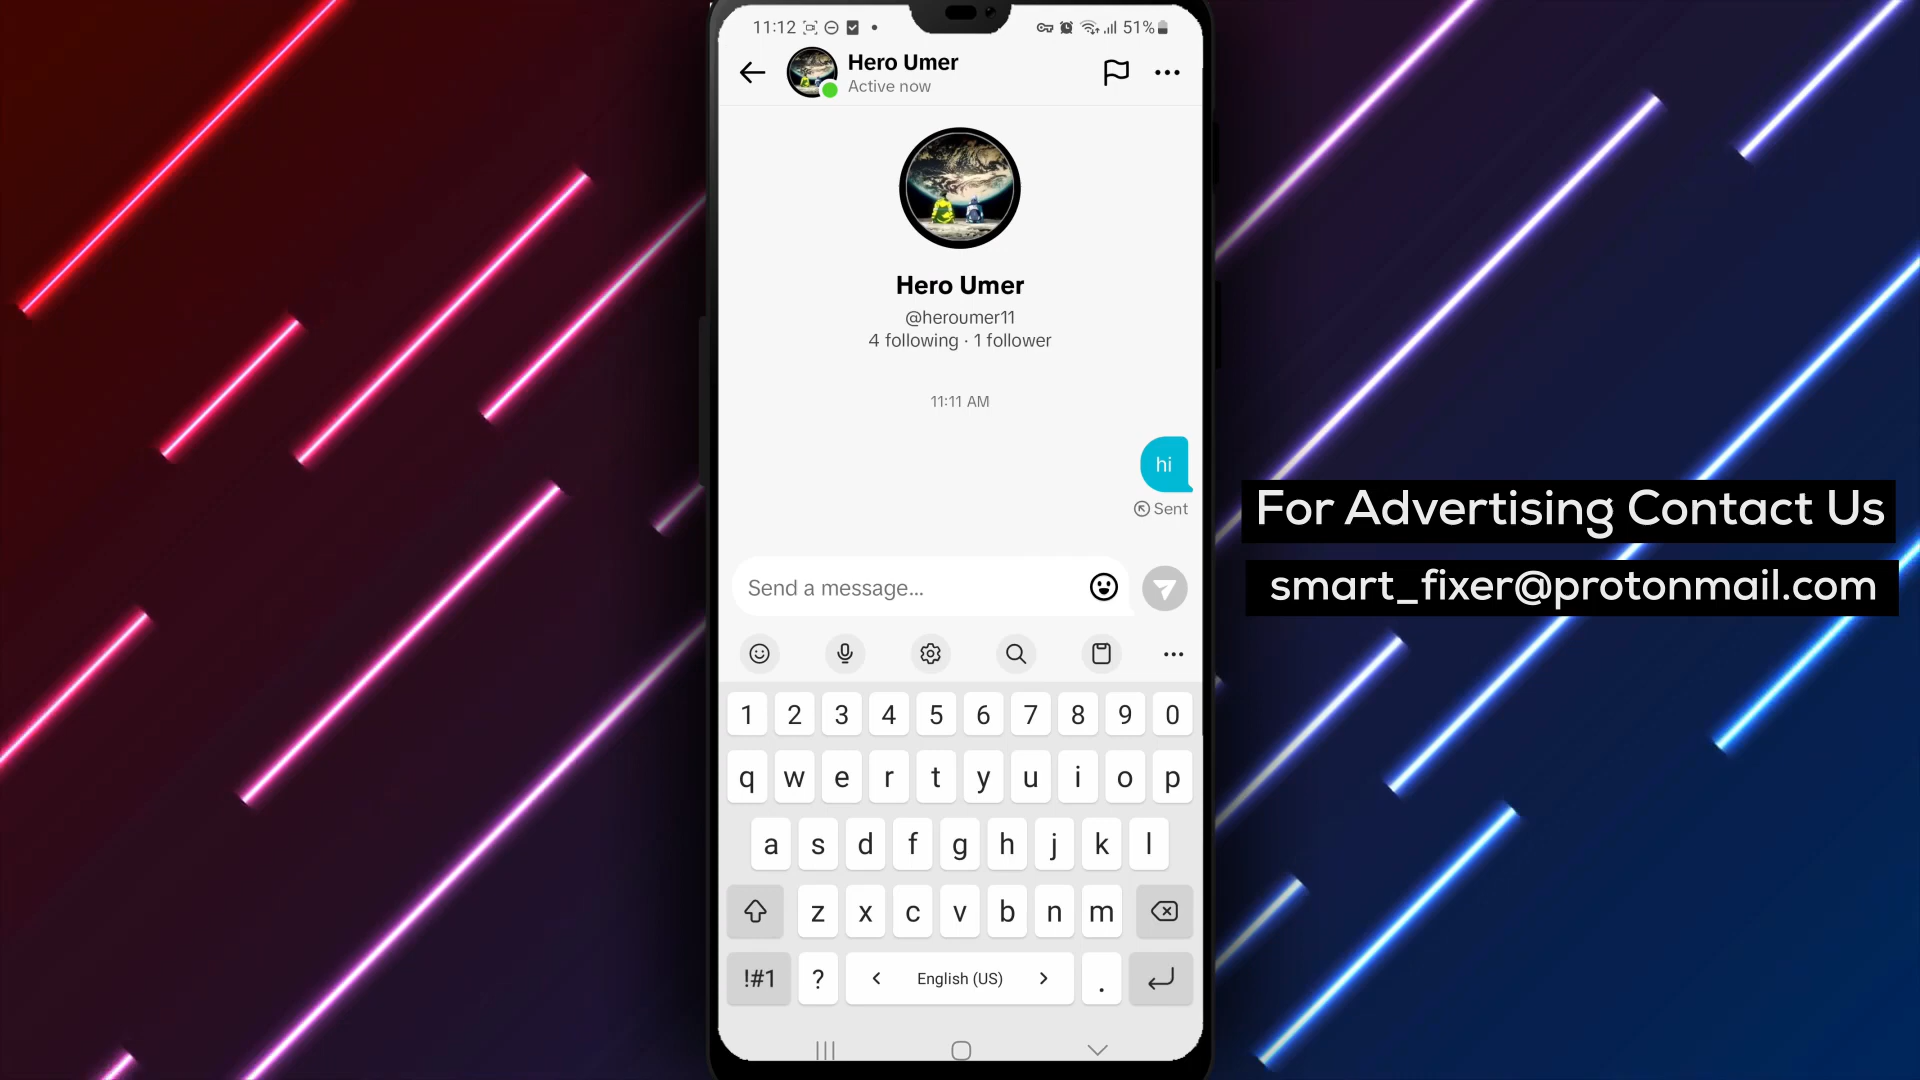 11:12
51%
Hero Umer
Active now
Hero Umer
@heroumer11
4 following · 1 follower
11:11 AM
hi
Sent
Send a message...
1 2 3 4 5 6 7 8 9 0
q w e r t y u i o p
a s d f g h j k l
z x c v b n m
!#1 ? < English (US) > .
For Advertising Contact Us
smart_fixer@protonmail.com